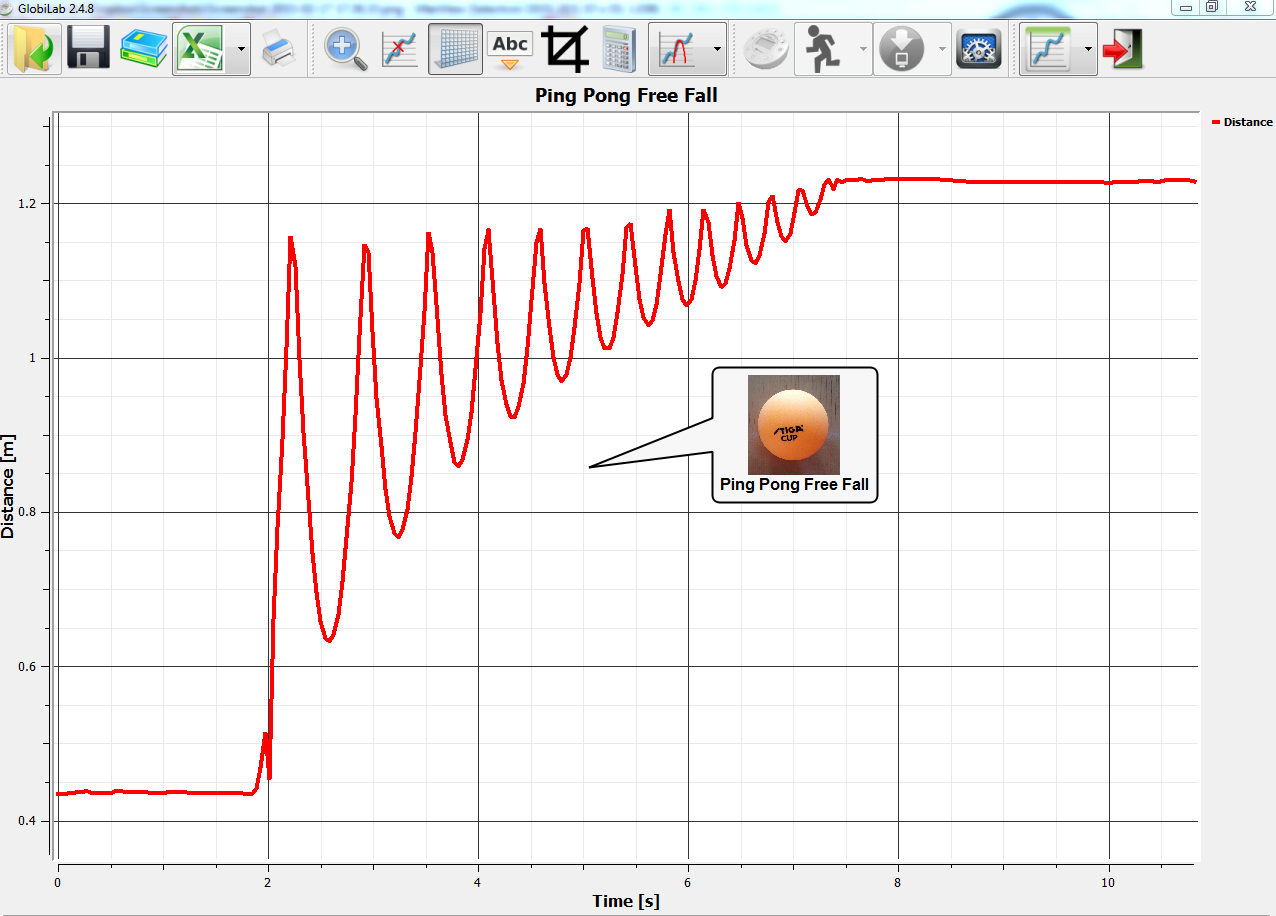 GlobiLab 2.4.8
Abc
Ping Pong Free Fall
Distance
1.2
1
0.8
0.6
0.4
Distance [m]
STIGA
CUP
Ping Pong Free Fall
0 2 4 6 8 10
Time [s]